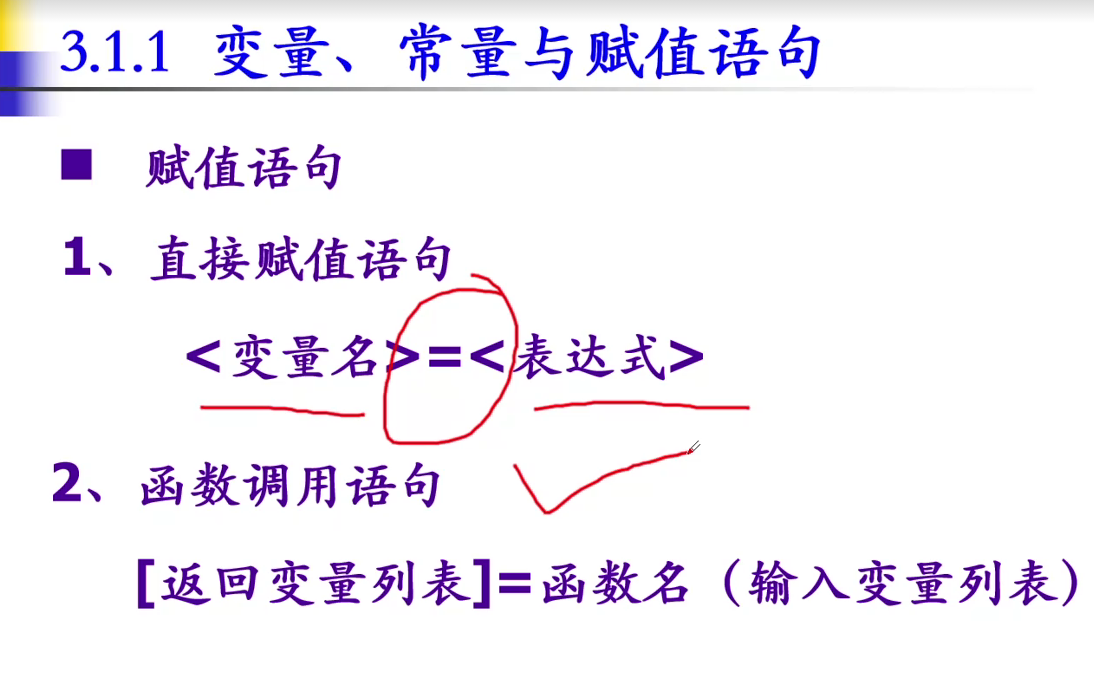 3.1.1 变量、常量与赋值语句
■ 赋值语句
1、直接赋值语句
<变量名>=<表达式>
2、函数调用语句
[返回变量列表]=函数名（输入变量列表）